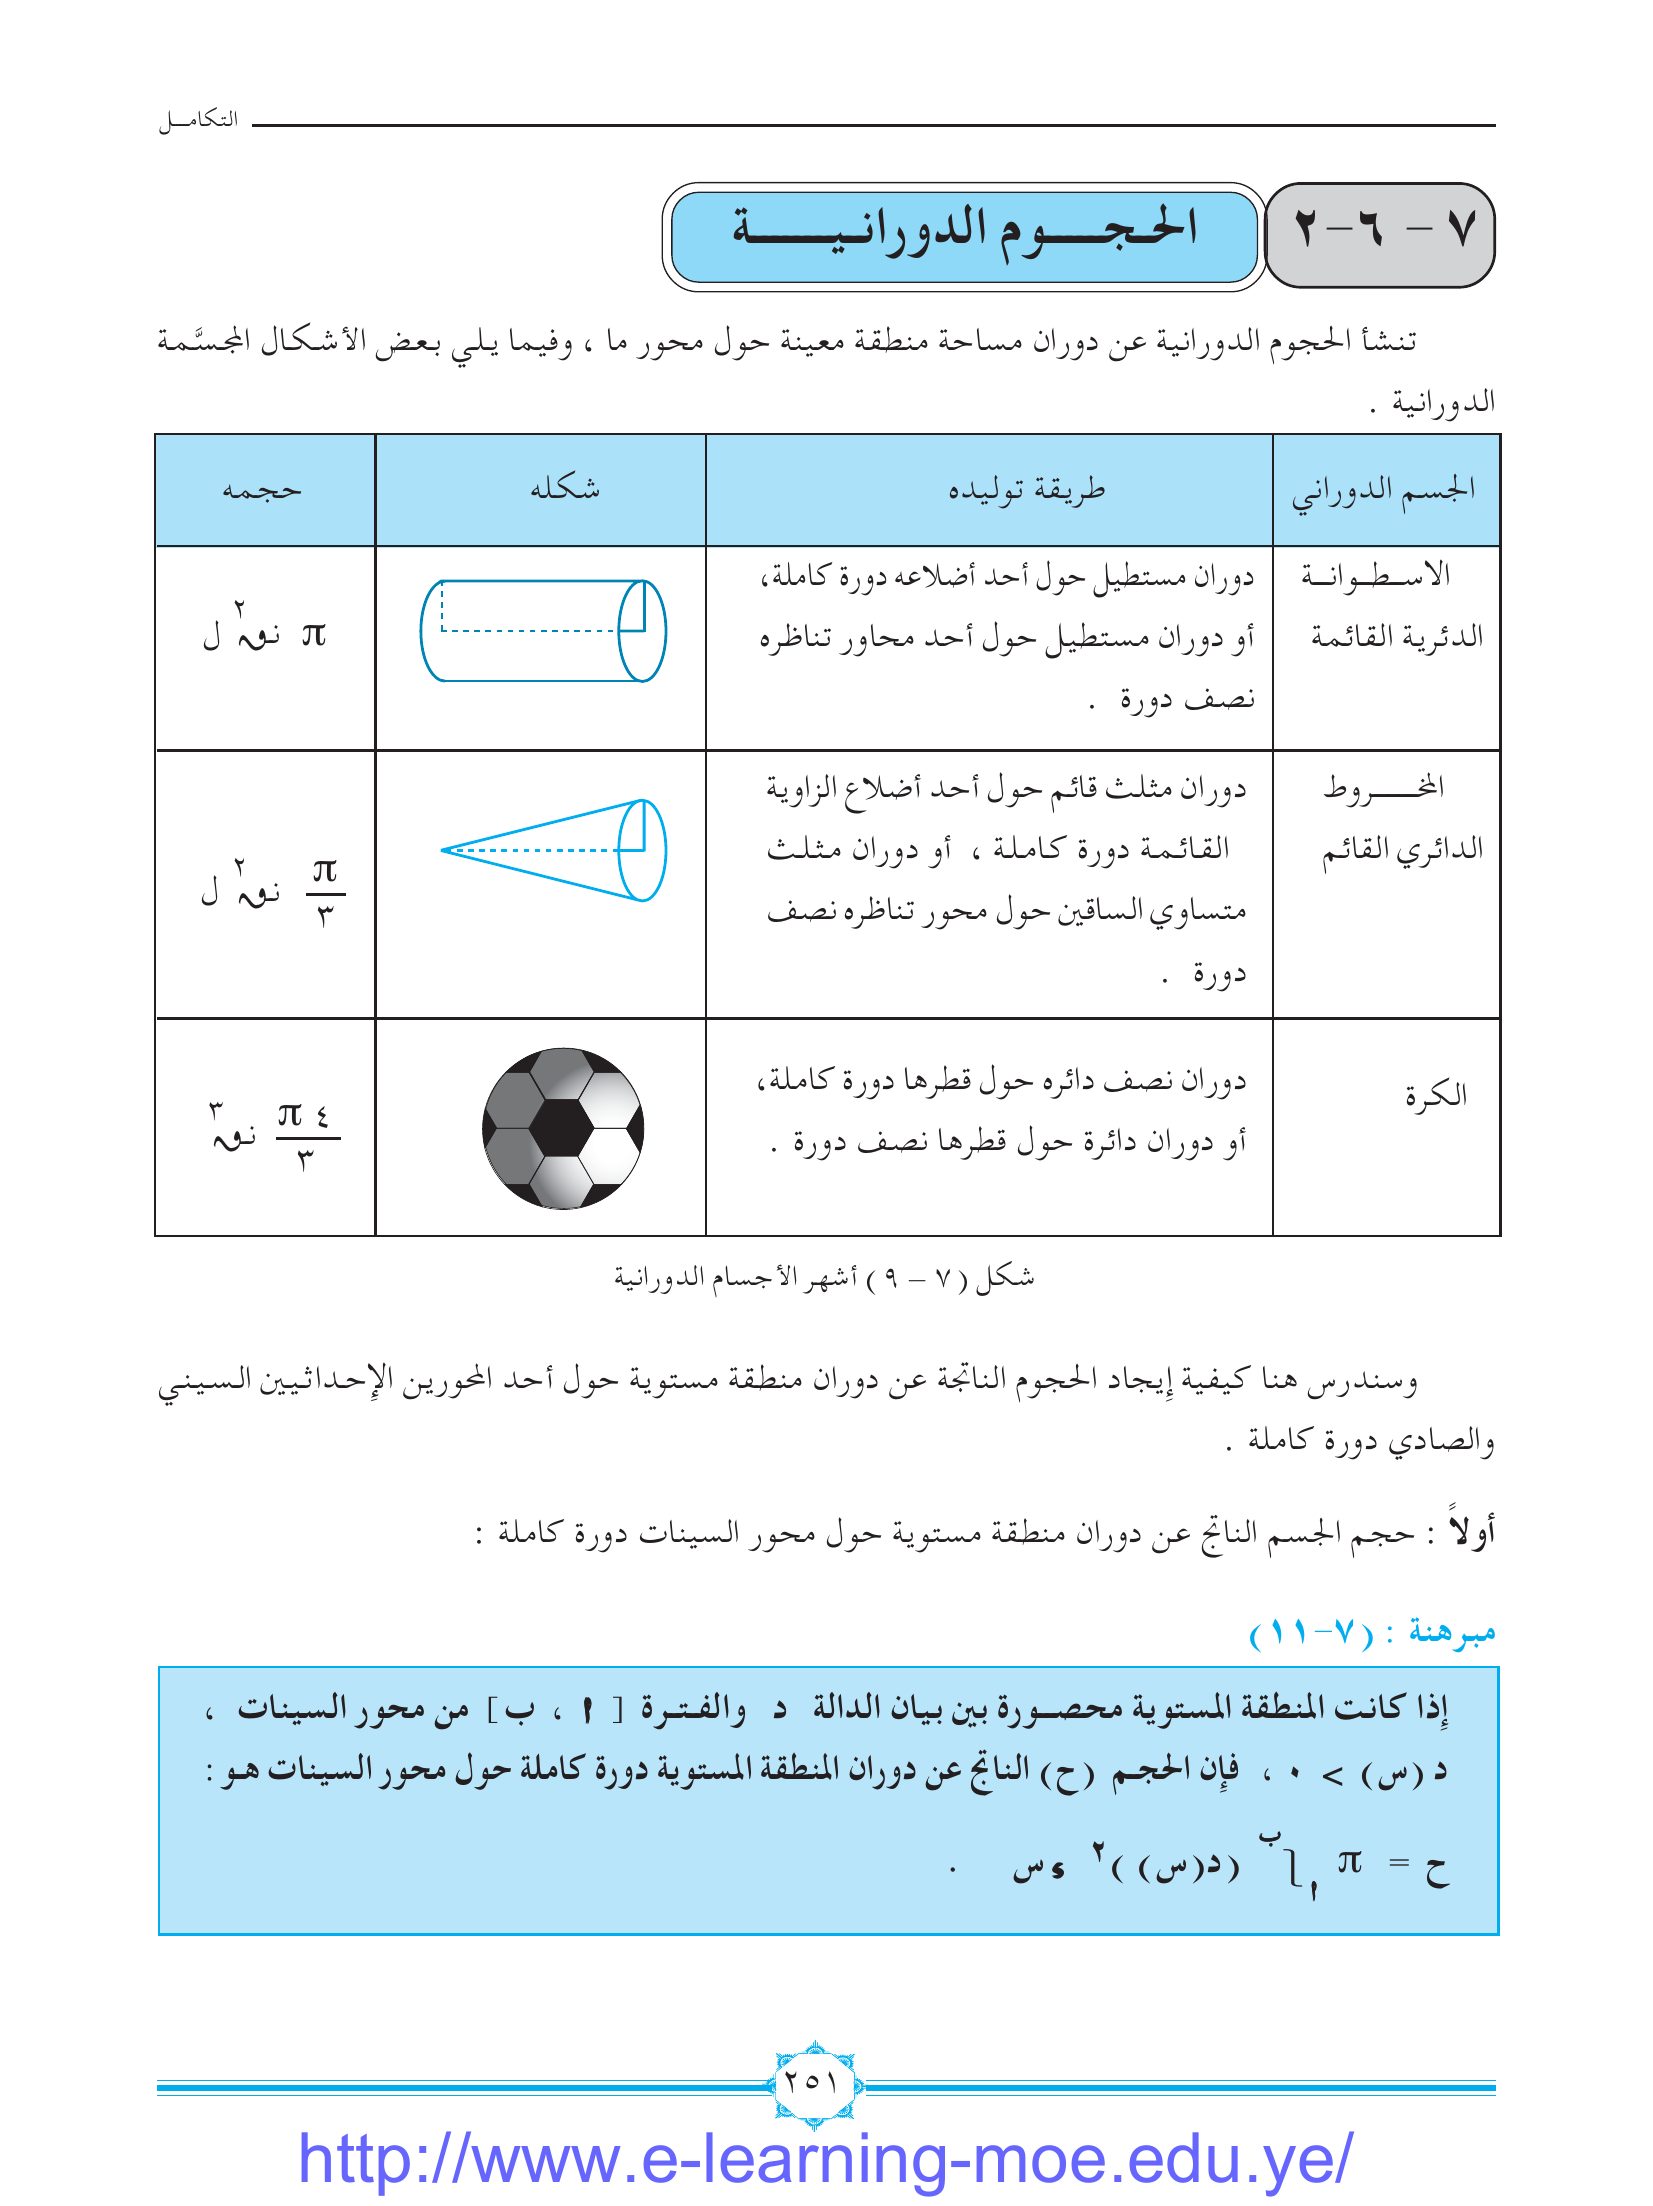 التكامل
٧ - ٦ - ٢
الحجوم الدورانية
تنشأ الحجوم الدورانية عن دوران مساحة منطقة معينة حول محور ما ، وفيما يلي بعض الأشكال المجسَّمة
الدورانية .
الجسم الدوراني
طريقة توليده
شكله
حجمه
الاسطوانة
الدئرية القائمة
دوران مستطيل حول أحد أضلاعه دورة كاملة،
أو دوران مستطيل حول أحد محاور تناظره
نصف دورة .
π نق٢ ل
المخروط
الدائري القائم
دوران مثلث قائم حول أحد أضلاع الزاوية
القائمة دورة كاملة ، أو دوران مثلث
متساوي الساقين حول محور تناظره نصف
دورة .
π/٣ نق٢ ل
الكرة
دوران نصف دائره حول قطرها دورة كاملة،
أو دوران دائرة حول قطرها نصف دورة .
٤ π/٣ نق٣
شكل (٧ – ٩) أشهر الأجسام الدورانية
وسندرس هنا كيفية إيجاد الحجوم الناتجة عن دوران منطقة مستوية حول أحد المحورين الإحداثيين السيني
والصادي دورة كاملة .
أولاً : حجم الجسم الناتج عن دوران منطقة مستوية حول محور السينات دورة كاملة :
مبرهنة : (٧-١١)
إذا كانت المنطقة المستوية محصورة بين بيان الدالة د والفترة [ أ ، ب ] من محور السينات ،
د (س) > ٠ ، فإن الحجم (ح) الناتج عن دوران المنطقة المستوية دورة كاملة حول محور السينات هو :
ح = π ∫أب (د(س))٢ ءس .
٢٥١
http://www.e-learning-moe.edu.ye/